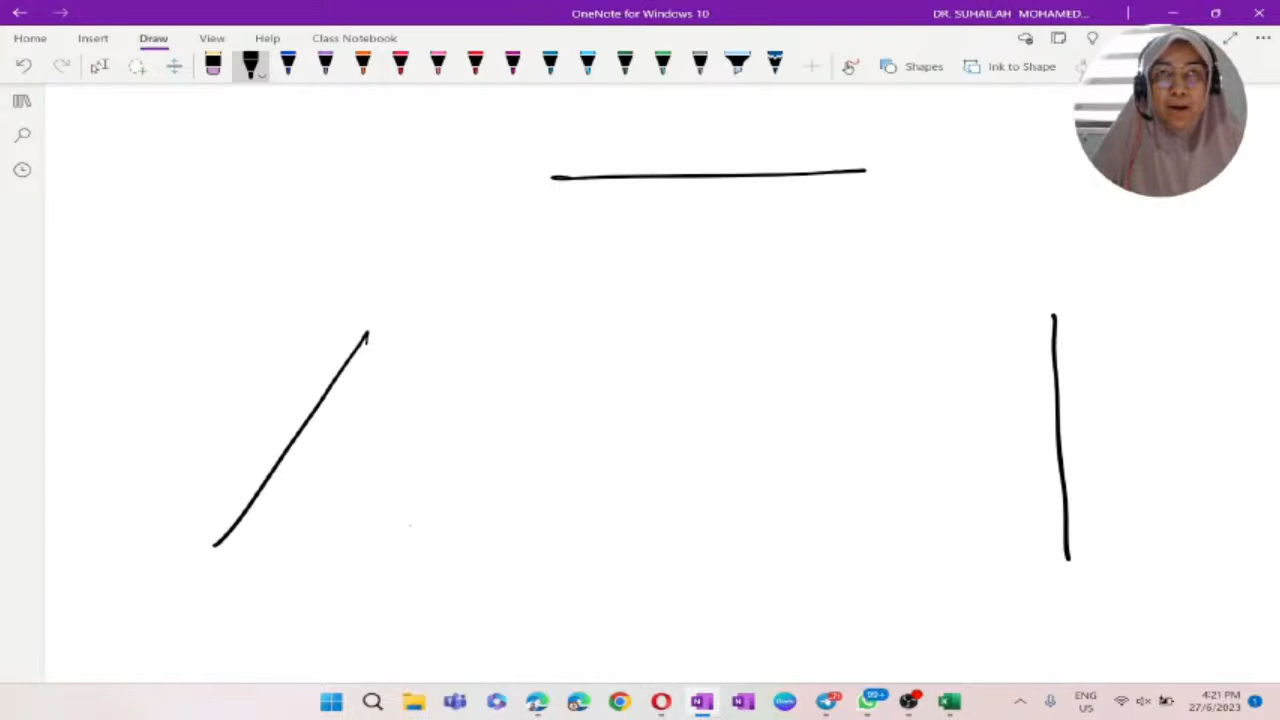 OneNote for Windows 10
DR. SUHAILAH MOHAMED...
Home Insert Draw View Help Class Notebook
Shapes Ink to Shape
99+
ENG
US
4:21 PM
27/6/2023